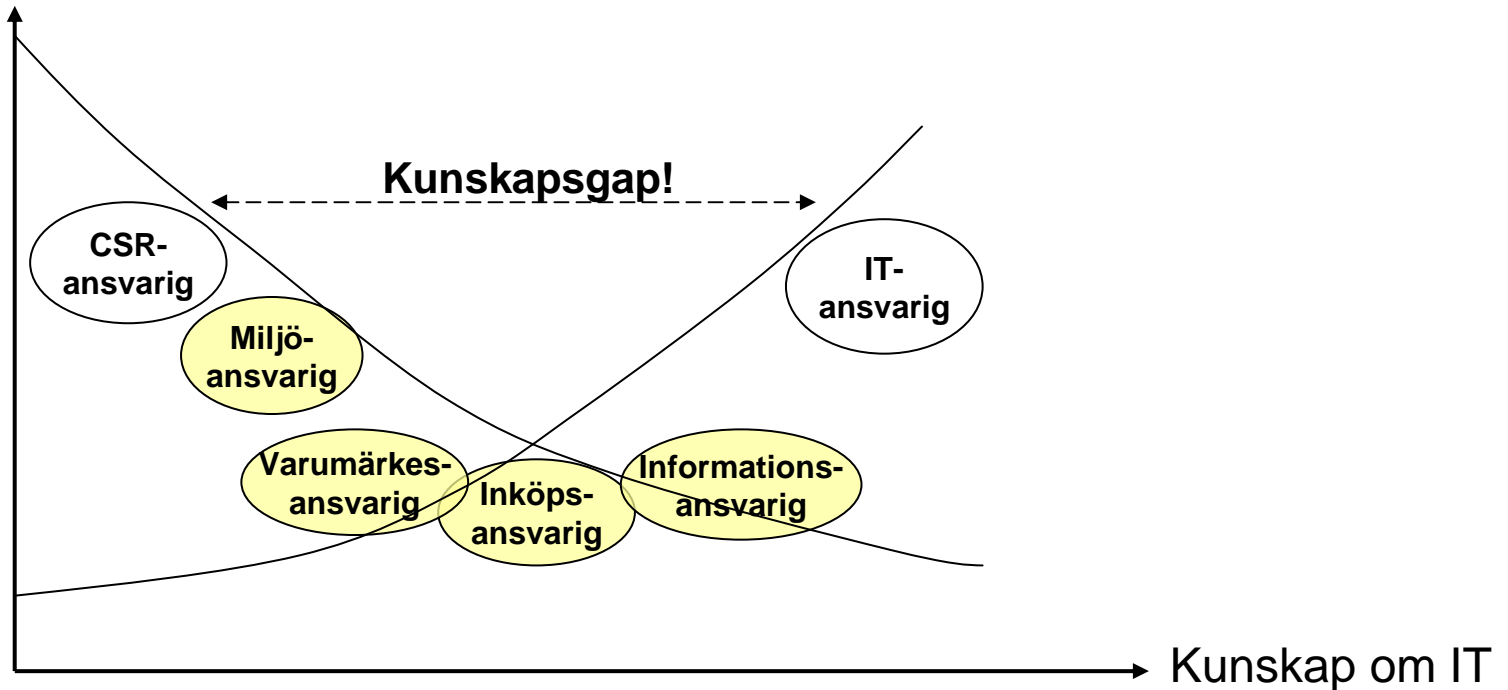 Kunskapsgap!
CSR-
ansvarig
IT-
ansvarig
Miljö-
ansvarig
Varumärkes-
ansvarig
Inköps-
ansvarig
Informations-
ansvarig
Kunskap om IT